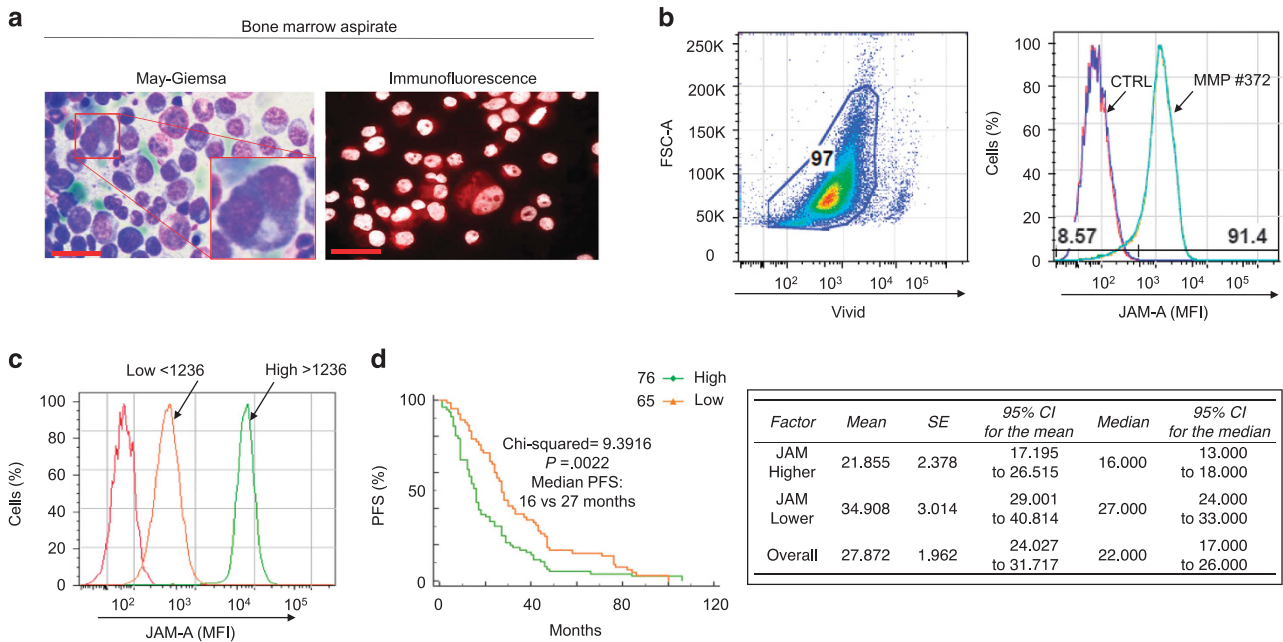 a
Bone marrow aspirate
May-Giemsa
Immunofluorescence
b
250K
200K
150K
100K
50K
0
FSC-A
97
10² 10³ 10⁴ 10⁵
Vivid
100
80
60
40
20
0
Cells (%)
CTRL
MMP #372
8.57
91.4
10² 10³ 10⁴ 10⁵
JAM-A (MFI)
c
Low <1236
High >1236
100
80
60
40
20
0
Cells (%)
10² 10³ 10⁴ 10⁵
JAM-A (MFI)
d
76 High
65 Low
100
50
0
PFS (%)
Chi-squared= 9.3916
P =.0022
Median PFS:
16 vs 27 months
0 40 80 120
Months
Factor Mean SE 95% CI for the mean Median 95% CI for the median
JAM Higher 21.855 2.378 17.195 to 26.515 16.000 13.000 to 18.000
JAM Lower 34.908 3.014 29.001 to 40.814 27.000 24.000 to 33.000
Overall 27.872 1.962 24.027 to 31.717 22.000 17.000 to 26.000